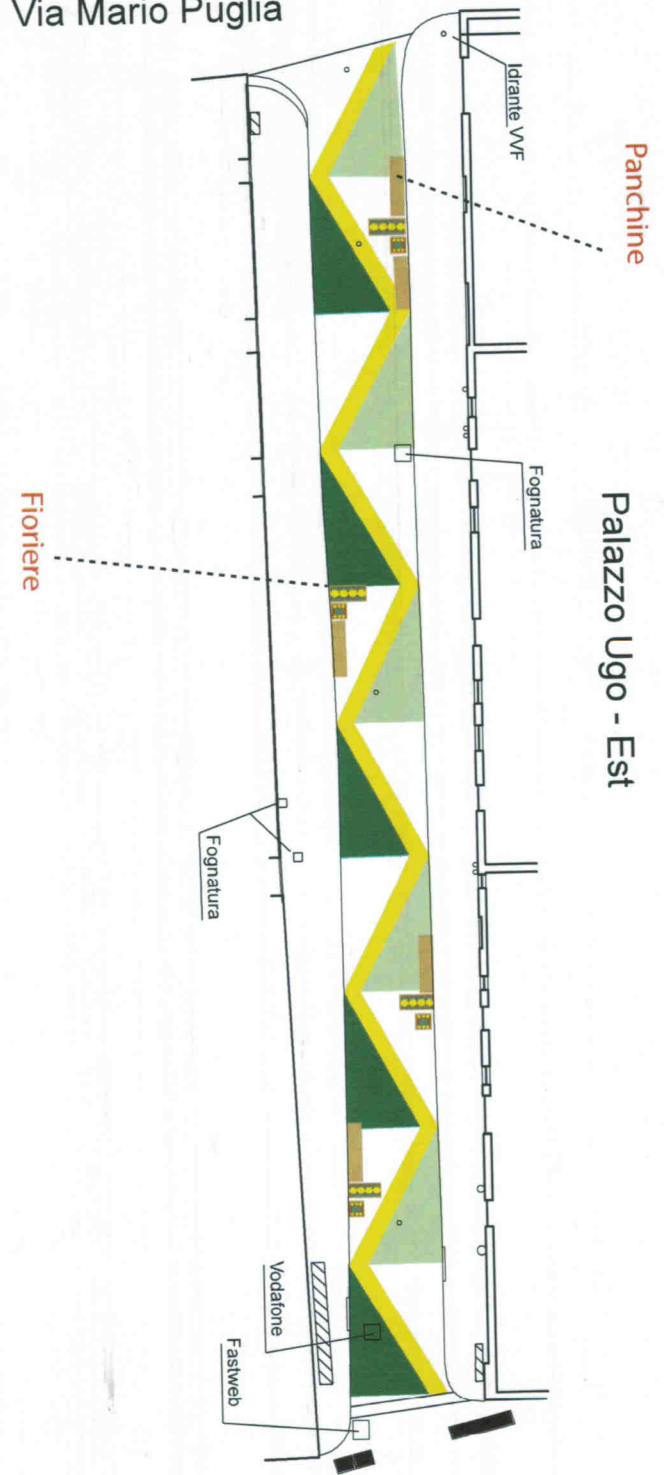 Via Mario Puglia
Idrante VVF
Panchine
Fognatura
Palazzo Ugo - Est
Fioriere
Fognatura
Vodafone
Fastweb